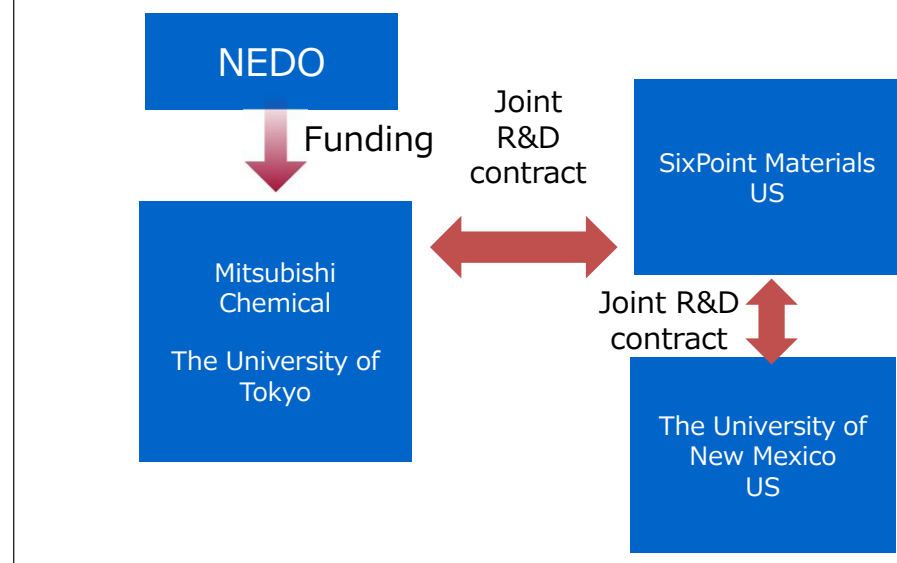 NEDO
Funding
Joint
R&D
contract
SixPoint Materials
US
Mitsubishi
Chemical
The University of
Tokyo
Joint R&D
contract
The University of
New Mexico
US